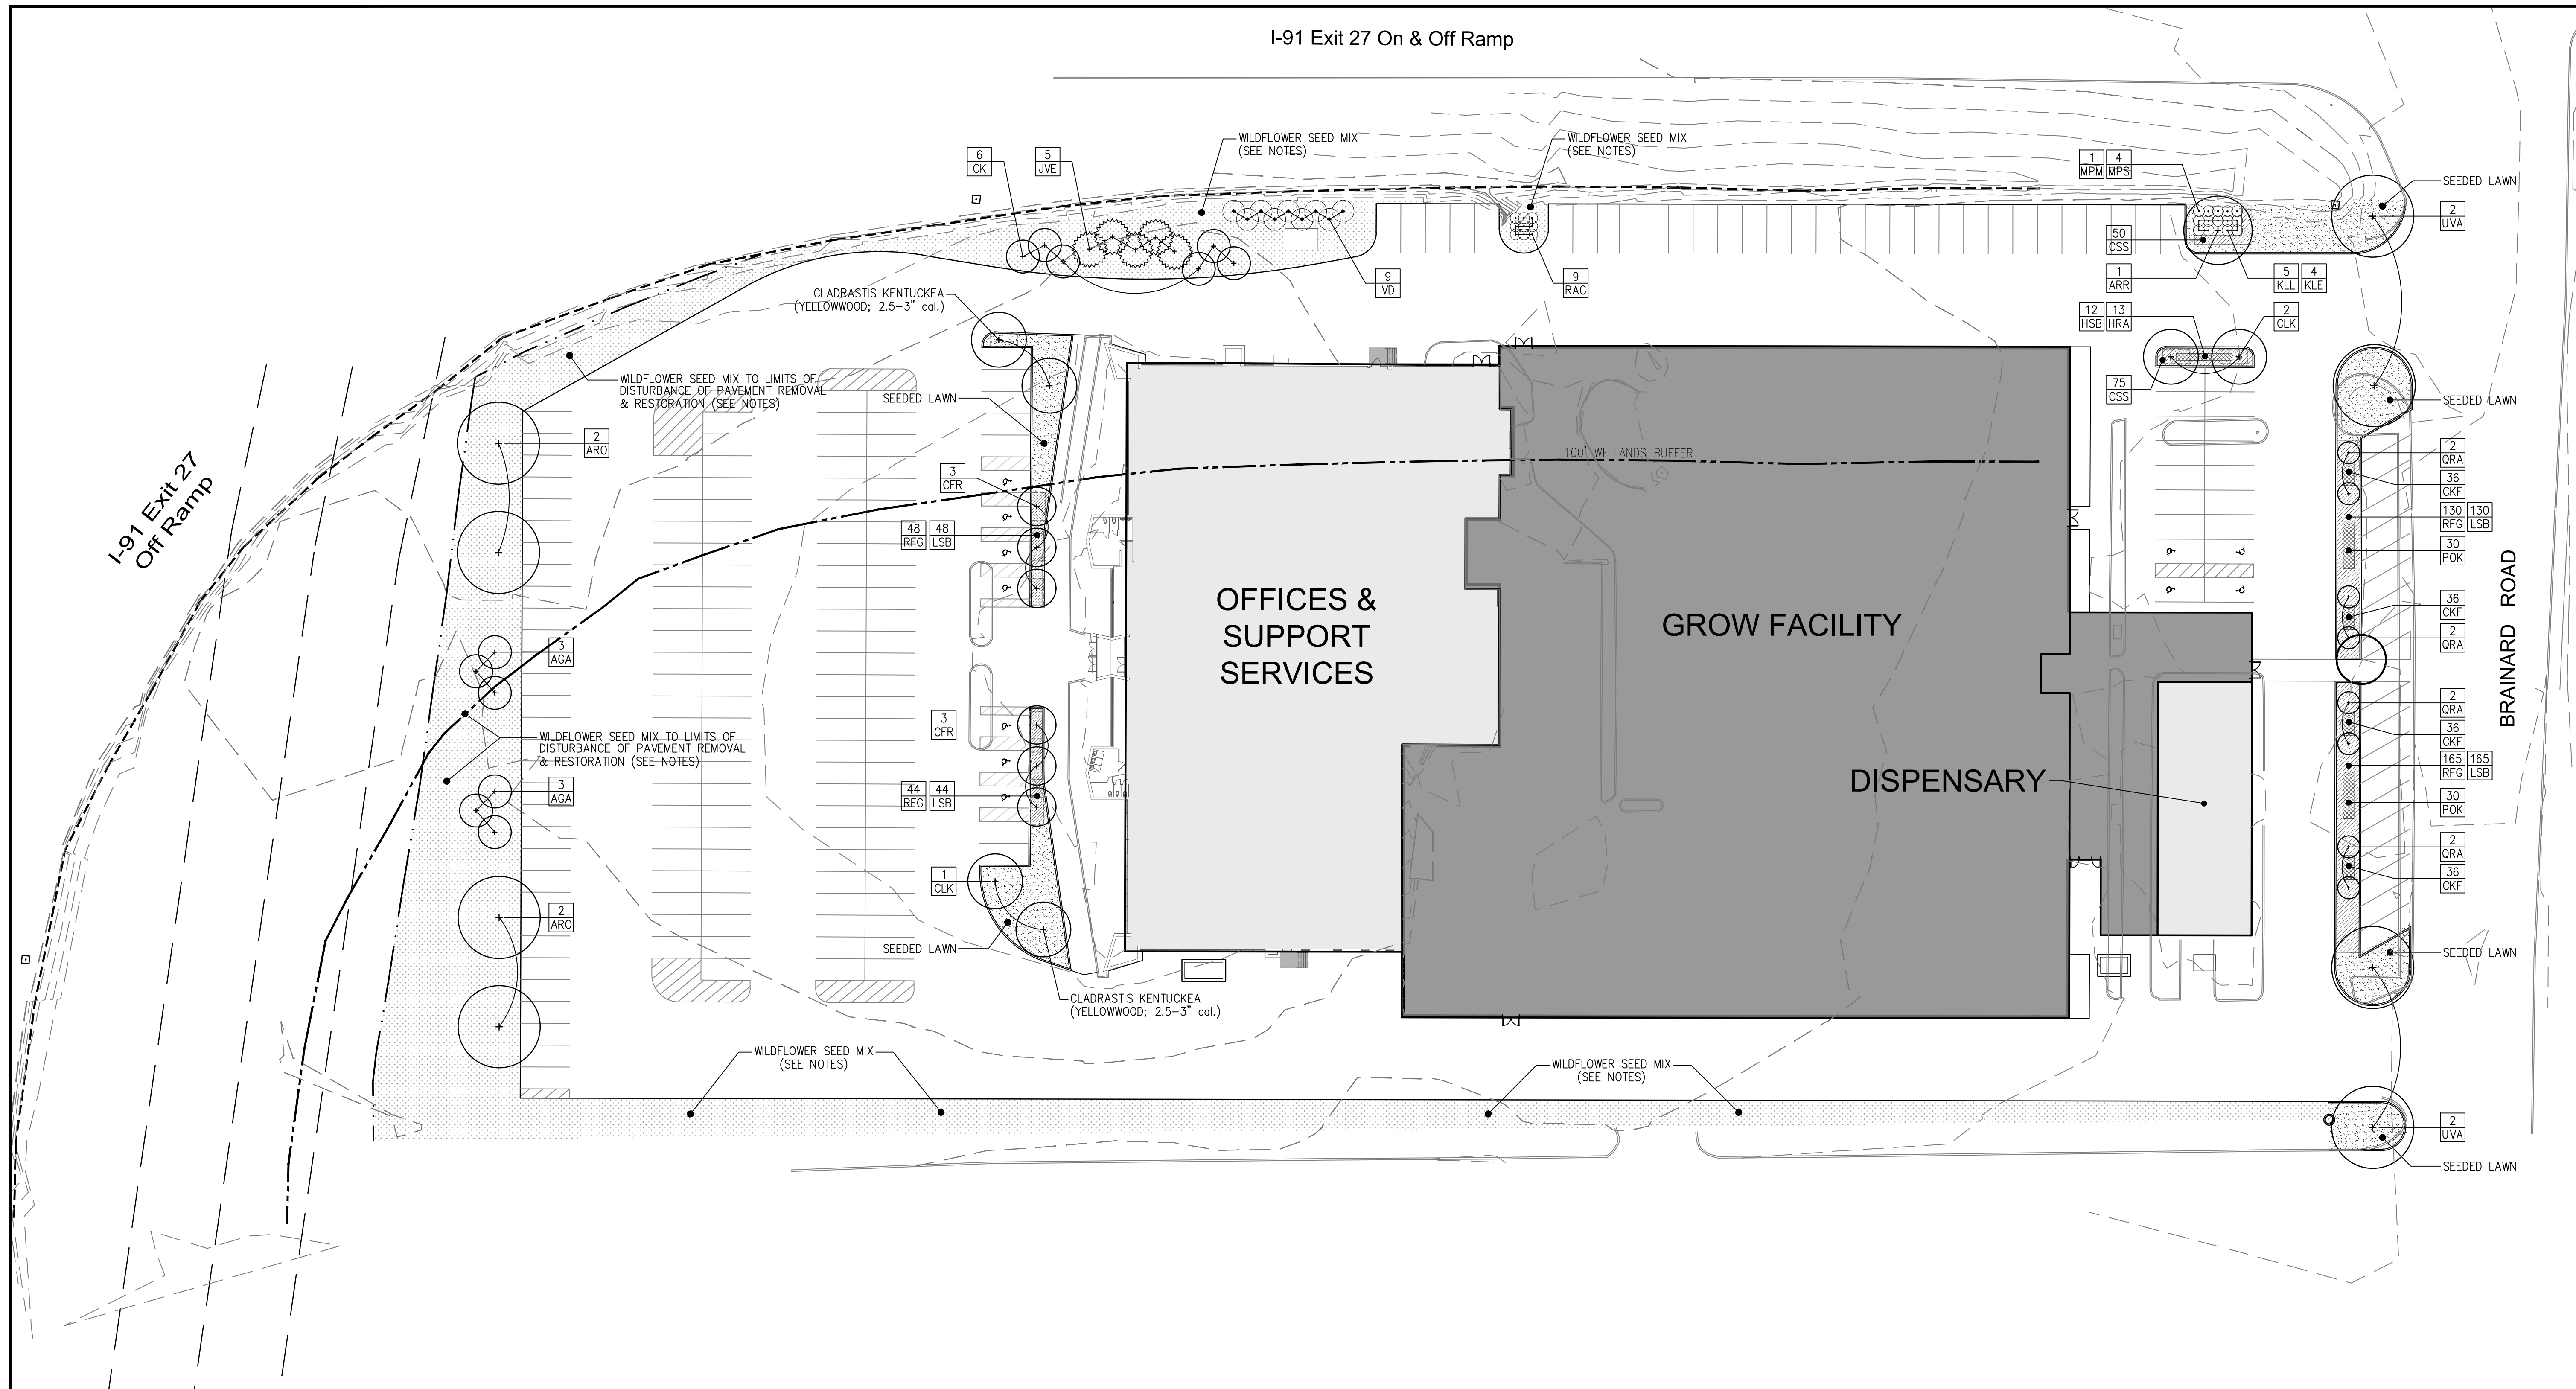 I-91 Exit 27 On & Off Ramp
WILDFLOWER SEED MIX
(SEE NOTES)
WILDFLOWER SEED MIX
(SEE NOTES)
6
CK
5
JVE
1
MPM
4
MPS
SEEDED LAWN
2
UVA
50
CSS
1
ARR
5
KLL
4
KLE
9
VD
9
RAG
CLADRASTIS KENTUCKEA
(YELLOWWOOD; 2.5-3" cal.)
12
HSB
13
HRA
2
CLK
WILDFLOWER SEED MIX TO LIMITS OF
DISTURBANCE OF PAVEMENT REMOVAL
& RESTORATION (SEE NOTES)
SEEDED LAWN
75
CSS
SEEDED LAWN
2
ARO
I-91 Exit 27
Off Ramp
3
CFR
100' WETLANDS BUFFER
2
QRA
36
CKF
48
RFG
48
LSB
130
RFG
130
LSB
30
POK
OFFICES &
SUPPORT
SERVICES
GROW FACILITY
36
CKF
2
QRA
BRAINARD ROAD
3
AGA
3
CFR
2
QRA
36
CKF
WILDFLOWER SEED MIX TO LIMITS OF
DISTURBANCE OF PAVEMENT REMOVAL
& RESTORATION (SEE NOTES)
165
RFG
165
LSB
DISPENSARY
3
AGA
44
RFG
44
LSB
30
POK
2
QRA
1
CLK
36
CKF
2
ARO
SEEDED LAWN
SEEDED LAWN
CLADRASTIS KENTUCKEA
(YELLOWWOOD; 2.5-3" cal.)
WILDFLOWER SEED MIX
(SEE NOTES)
WILDFLOWER SEED MIX
(SEE NOTES)
2
UVA
SEEDED LAWN